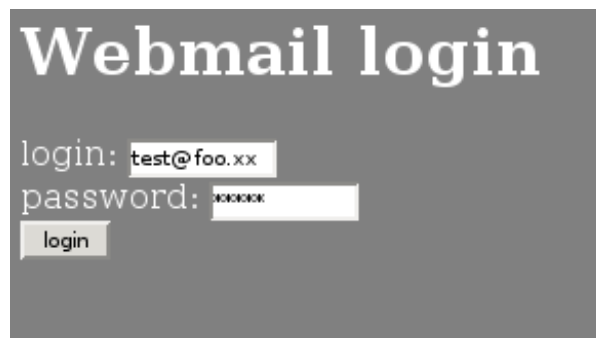 Webmail login
login: test@foo.xx
password: *****
login